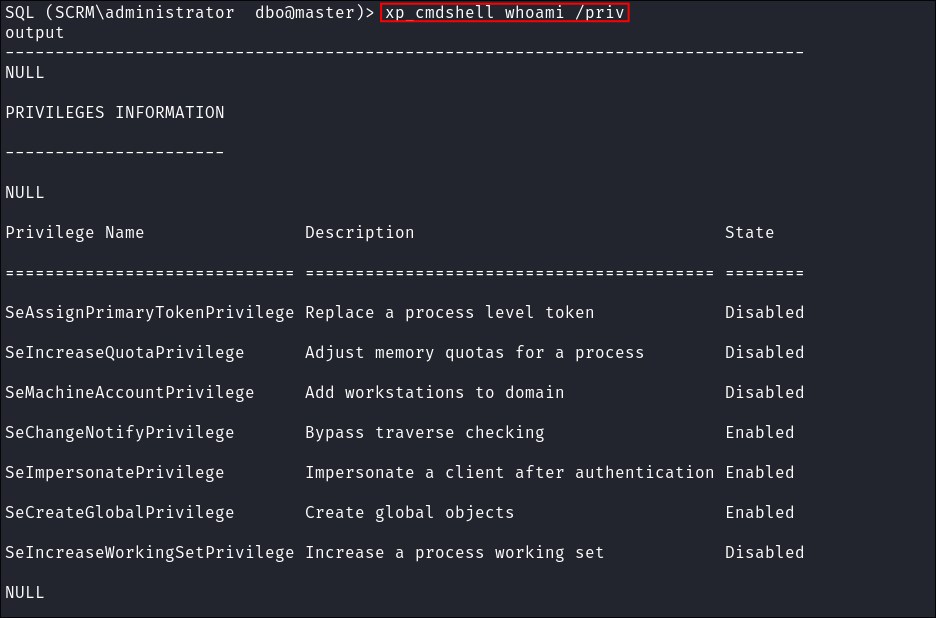 SQL (SCRM\administrator  dbo@master)> xp_cmdshell whoami /priv
output
--------------------------------------------------------------------------------
NULL
PRIVILEGES INFORMATION
----------------------
NULL
Privilege Name                Description                               State
============================= ========================================= ========
SeAssignPrimaryTokenPrivilege Replace a process level token             Disabled
SeIncreaseQuotaPrivilege      Adjust memory quotas for a process        Disabled
SeMachineAccountPrivilege     Add workstations to domain                Disabled
SeChangeNotifyPrivilege       Bypass traverse checking                  Enabled
SeImpersonatePrivilege        Impersonate a client after authentication Enabled
SeCreateGlobalPrivilege       Create global objects                     Enabled
SeIncreaseWorkingSetPrivilege Increase a process working set            Disabled
NULL